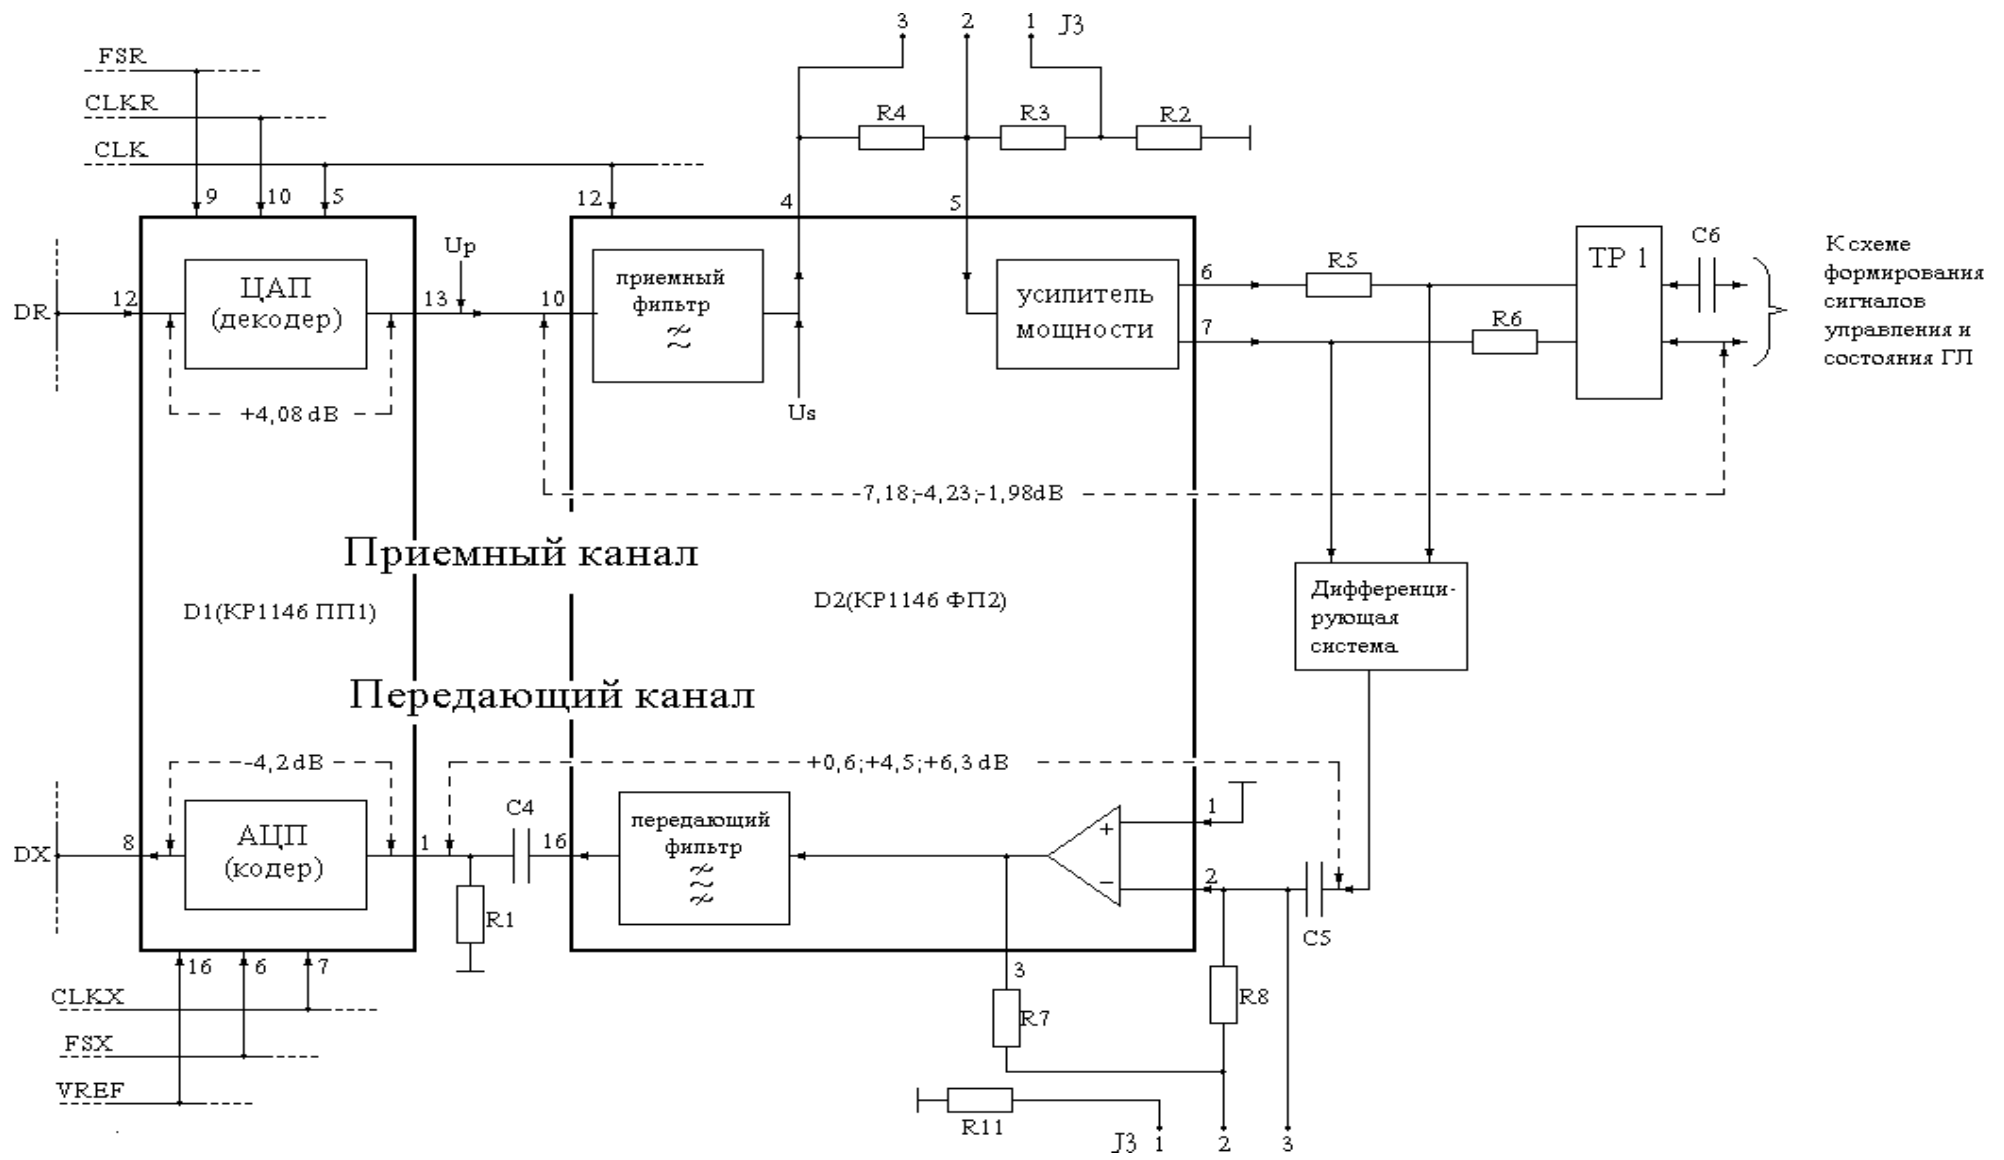 3 2 1 J3
FSR
CLKR
CLK
R4 R3 R2
9 10 5 12 4 5
Up
C6
DR 12
ЦАП
(декодер)
13 10
приемный
фильтр
Us
усипитель
мощности
6
7
R5
R6
ТР 1
К схеме
формирования
сигналов
управления и
состояния ГЛ
+4,08 dB
-7,18;-4,23;-1,98dB
Приемный канал
D1(КР1146 ПП1)
D2(КР1146 ФП2)
Дифференци-
рующая
система
Передающий канал
-4,2 dB
+0,6;+4,5;+6,3 dB
DX 8
АЦП
(кодер)
1
C4
16
R1
передающий
фильтр
+
−
1
2
C5
16 6 7
3
CLKX
FSX
VREF
R7
R8
R11
J3 1 2 3